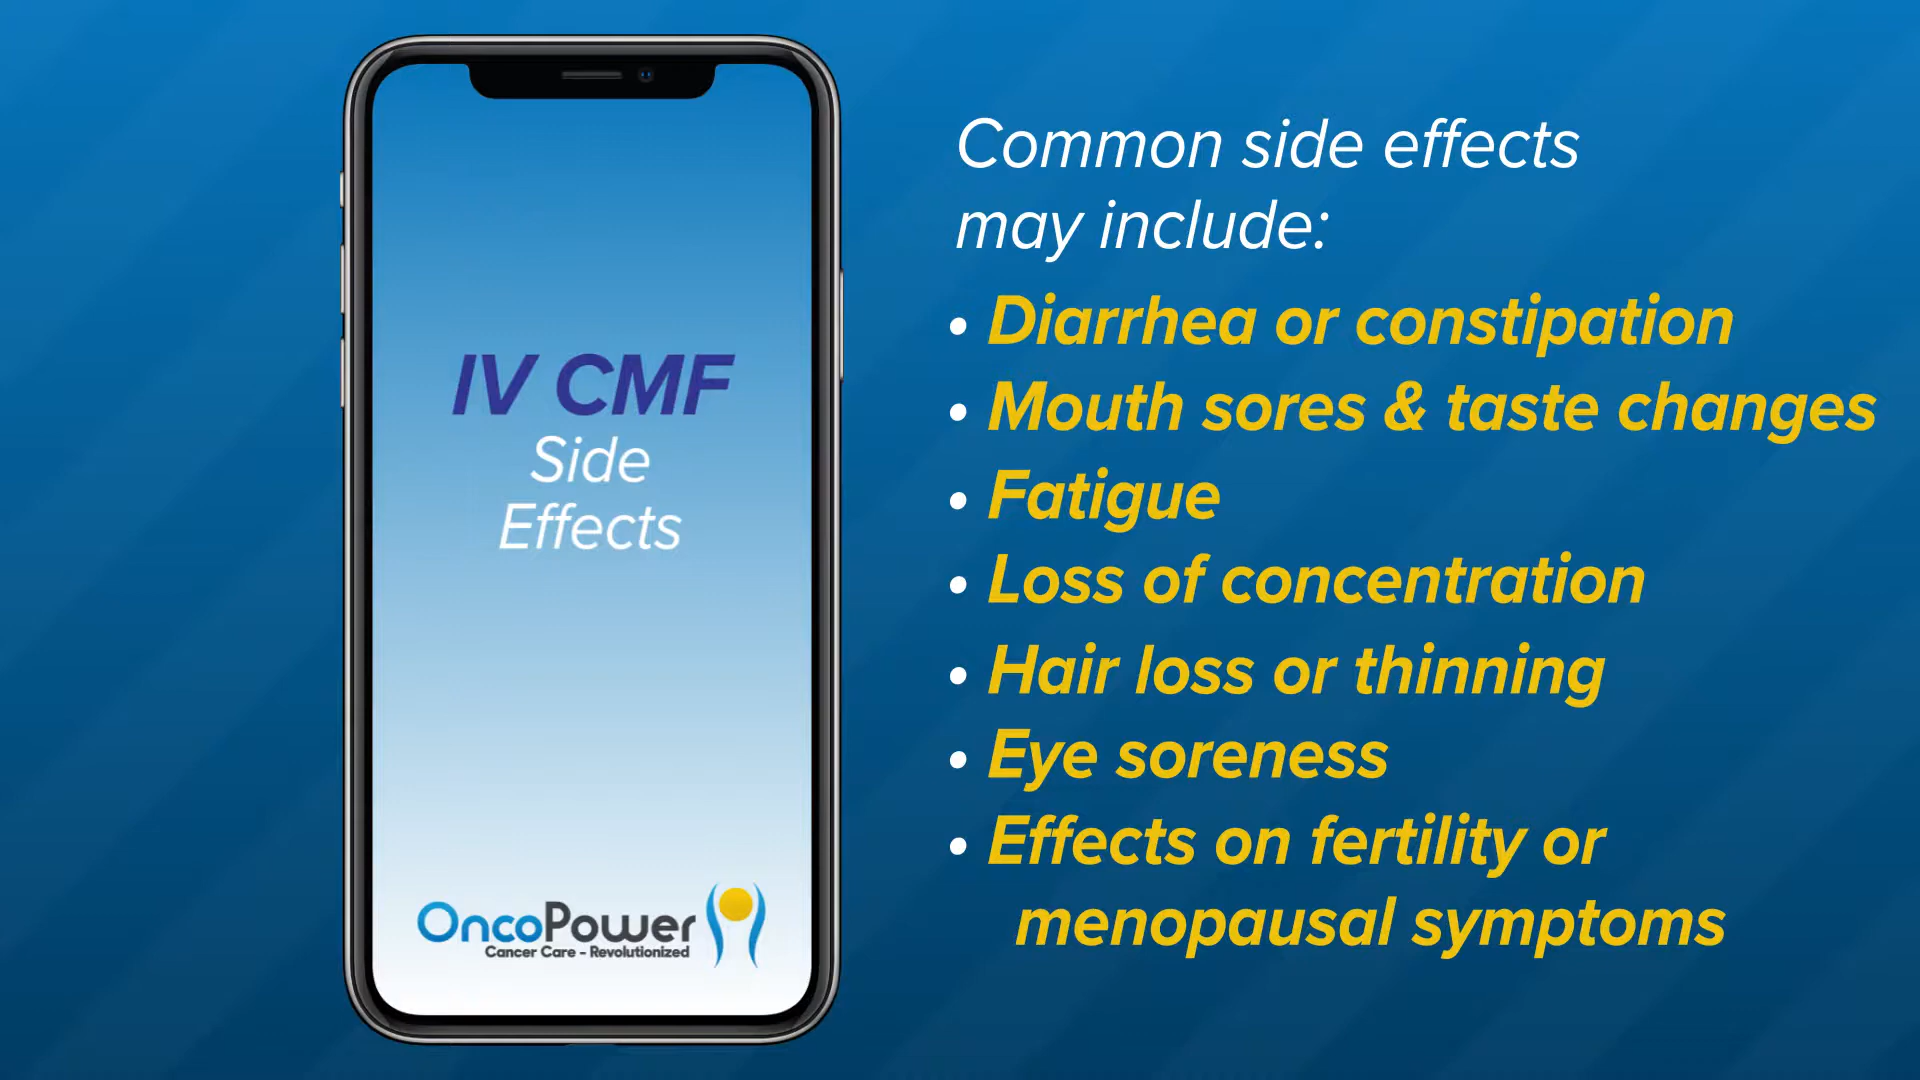 IV CMF
Side
Effects
OncoPower
Cancer Care - Revolutionized
Common side effects
may include:
• Diarrhea or constipation
• Mouth sores & taste changes
• Fatigue
• Loss of concentration
• Hair loss or thinning
• Eye soreness
• Effects on fertility or
menopausal symptoms